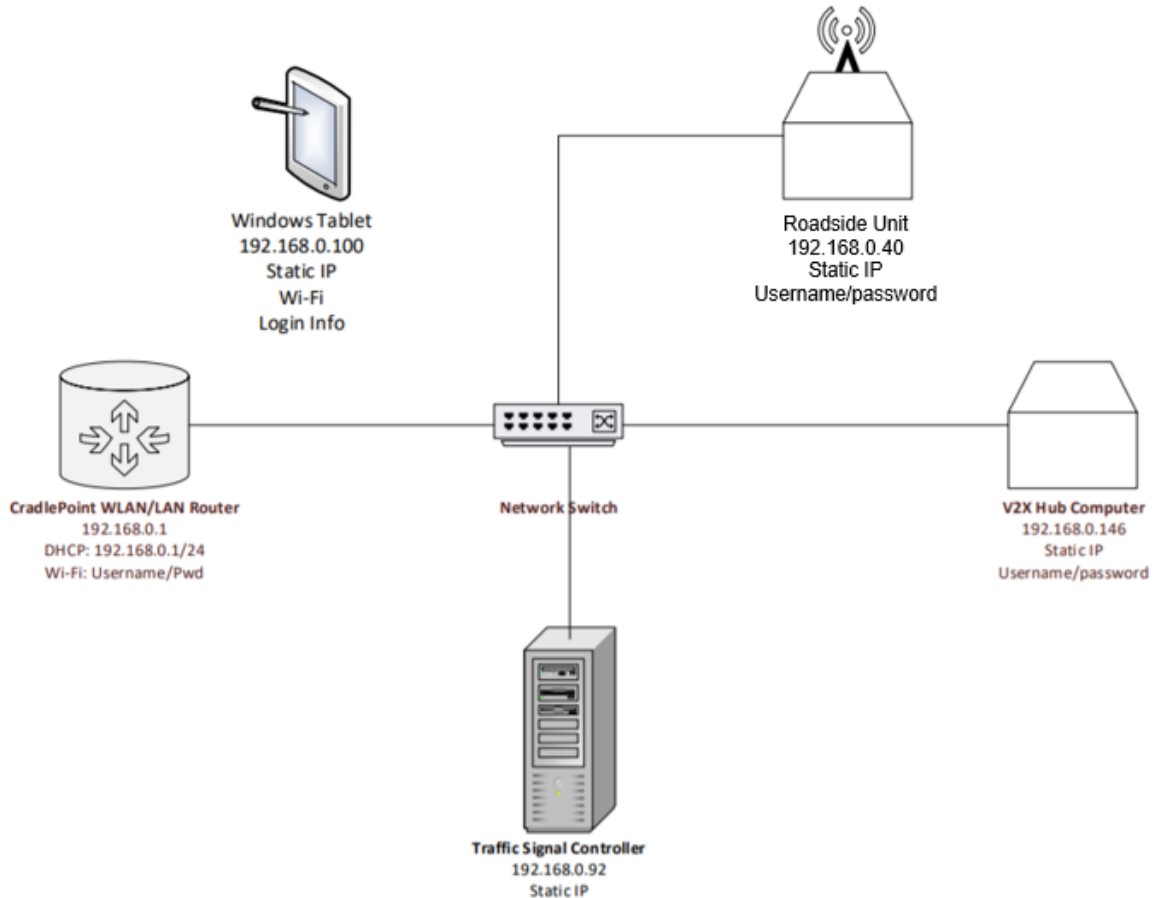 Windows Tablet
192.168.0.100
Static IP
Wi-Fi
Login Info
Roadside Unit
192.168.0.40
Static IP
Username/password
CradlePoint WLAN/LAN Router
192.168.0.1
DHCP: 192.168.0.1/24
Wi-Fi: Username/Pwd
Network Switch
V2X Hub Computer
192.168.0.146
Static IP
Username/password
Traffic Signal Controller
192.168.0.92
Static IP